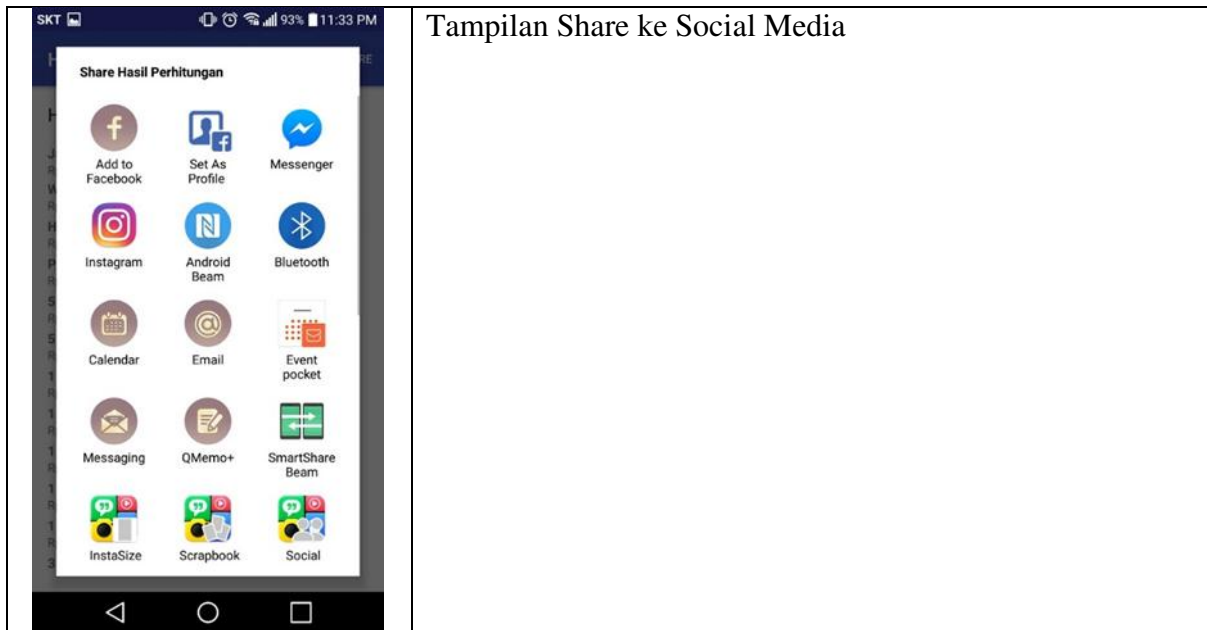 SKT 93% 11:33 PM
Tampilan Share ke Social Media
RE
Share Hasil Perhitungan
Add to Facebook
Set As Profile
Messenger
Instagram
Android Beam
Bluetooth
Calendar
Email
Event pocket
Messaging
QMemo+
SmartShare Beam
InstaSize
Scrapbook
Social